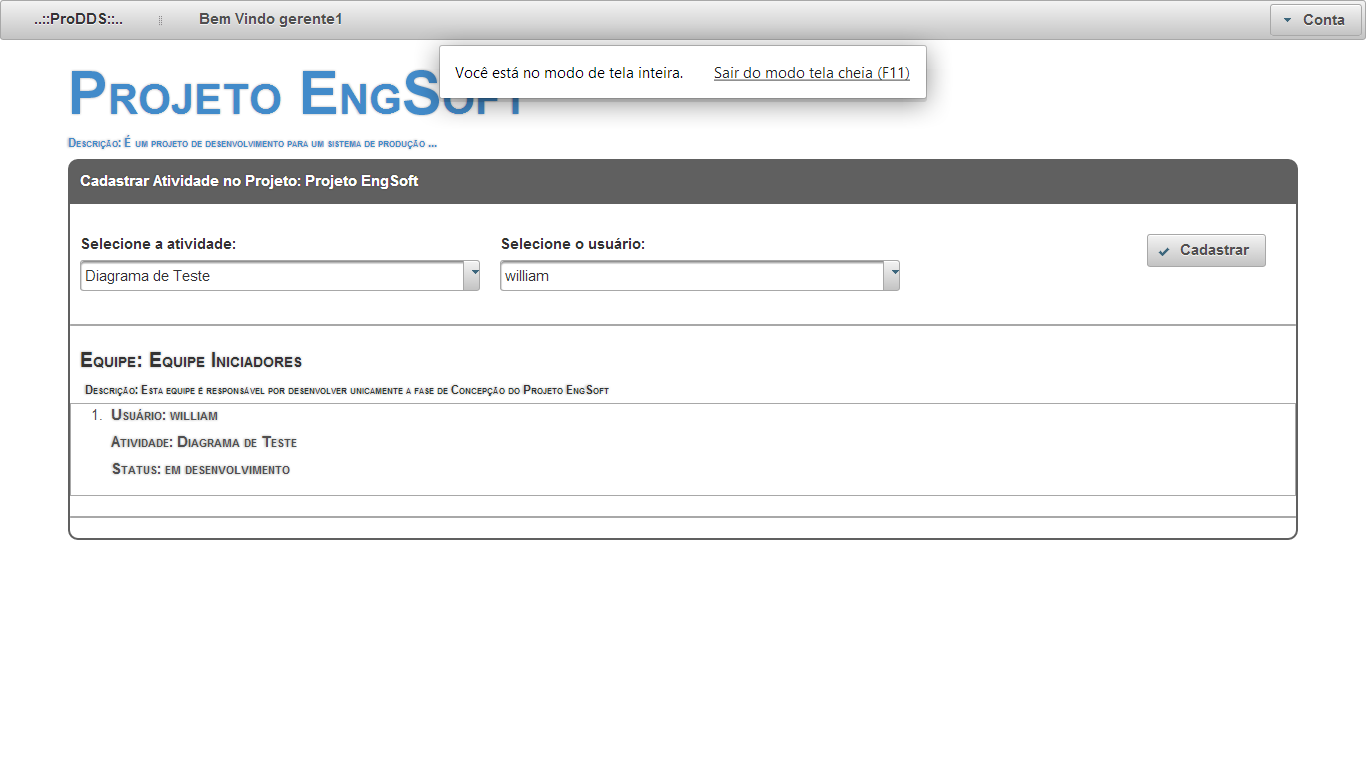 ..::ProDDS::..
Bem Vindo gerente1
Conta
Você está no modo de tela inteira. Sair do modo tela cheia (F11)
Projeto EngSoft
Descrição: É um projeto de desenvolvimento para um sistema de produção ...
Cadastrar Atividade no Projeto: Projeto EngSoft
Selecione a atividade:
Diagrama de Teste
Selecione o usuário:
william
Cadastrar
Equipe: Equipe Iniciadores
Descrição: Esta equipe é responsável por desenvolver unicamente a fase de Concepção do Projeto EngSoft
1. Usuário: william
Atividade: Diagrama de Teste
Status: em desenvolvimento